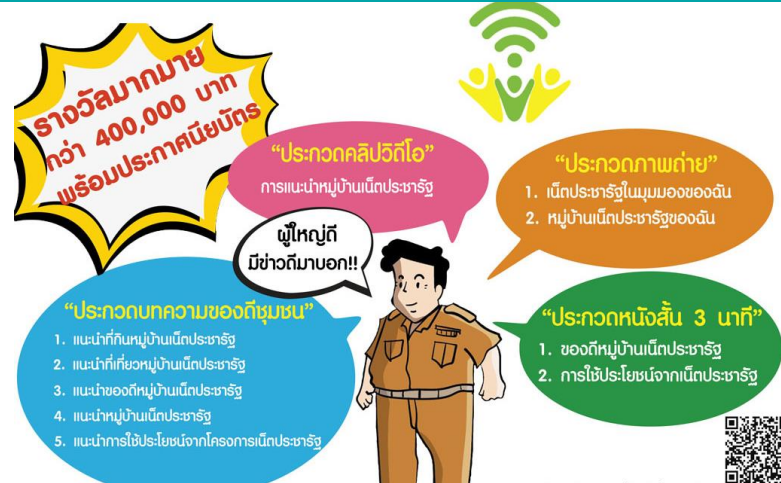 รางวัลมากมาย
กว่า 400,000 บาท
พร้อมประกาศนียบัตร
“ประกวดคลิปวิดีโอ”
การแนะนำหมู่บ้านเน็ตประชารัฐ
“ประกวดภาพถ่าย”
1. เน็ตประชารัฐในมุมมองของฉัน
2. หมู่บ้านเน็ตประชารัฐของฉัน
ผู้ใหญ่ดี
มีข่าวดีมาบอก!!
“ประกวดบทความของดีชุมชน”
1. แนะนำที่กินหมู่บ้านเน็ตประชารัฐ
2. แนะนำที่เที่ยวหมู่บ้านเน็ตประชารัฐ
3. แนะนำของดีหมู่บ้านเน็ตประชารัฐ
4. แนะนำหมู่บ้านเน็ตประชารัฐ
5. แนะนำการใช้ประโยชน์จากโครงการเน็ตประชารัฐ
“ประกวดหนังสั้น 3 นาที”
1. ของดีหมู่บ้านเน็ตประชารัฐ
2. การใช้ประโยชน์จากเน็ตประชารัฐ